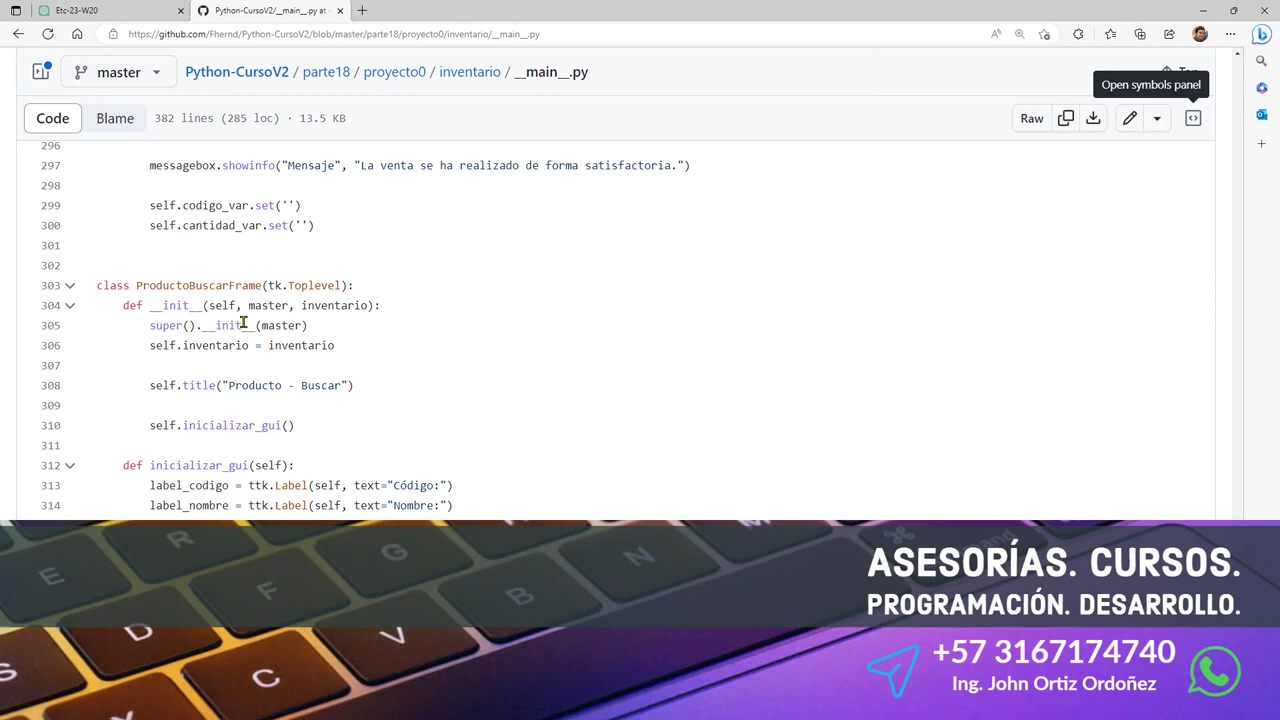 Etc-23-W20
Python-CursoV2/__main__.py at m
https://github.com/Fhernd/Python-CursoV2/blob/master/parte18/proyecto0/inventario/__main__.py
master
Python-CursoV2 / parte18 / proyecto0 / inventario / __main__.py
Top
Open symbols panel
Code
Blame
382 lines (285 loc) · 13.5 KB
Raw
296
297 messagebox.showinfo("Mensaje", "La venta se ha realizado de forma satisfactoria.")
298
299 self.codigo_var.set('')
300 self.cantidad_var.set('')
301
302
303 class ProductoBuscarFrame(tk.Toplevel):
304 def __init__(self, master, inventario):
305 super().__init__(master)
306 self.inventario = inventario
307
308 self.title("Producto - Buscar")
309
310 self.inicializar_gui()
311
312 def inicializar_gui(self):
313 label_codigo = ttk.Label(self, text="Código:")
314 label_nombre = ttk.Label(self, text="Nombre:")
ASESORÍAS. CURSOS.
PROGRAMACIÓN. DESARROLLO.
+57 3167174740
Ing. John Ortiz Ordoñez
E
R
F
G
V
B
N
D
C
S